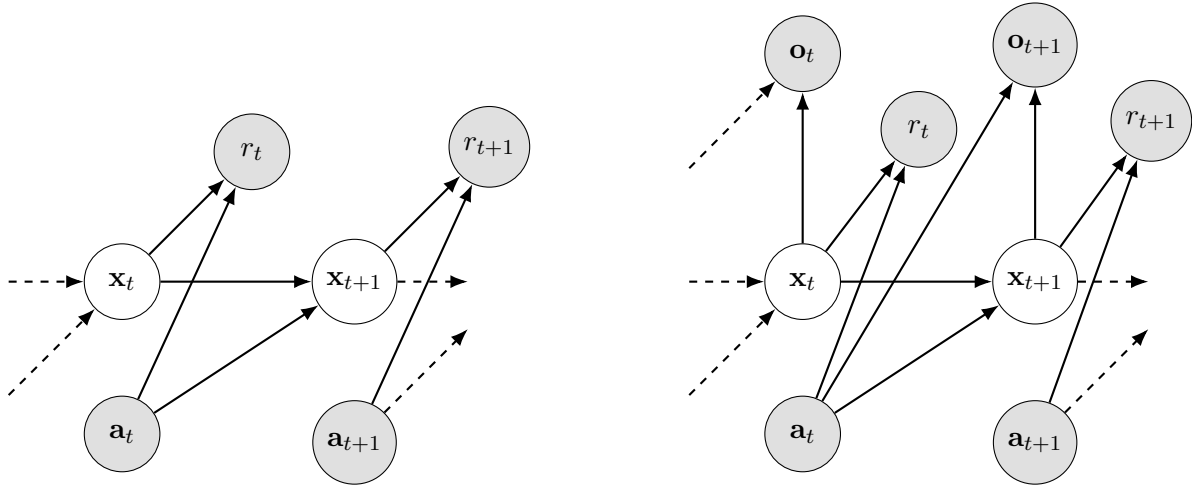 r_t
r_{t+1}
x_t
x_{t+1}
a_t
a_{t+1}
o_t
o_{t+1}
r_t
r_{t+1}
x_t
x_{t+1}
a_t
a_{t+1}